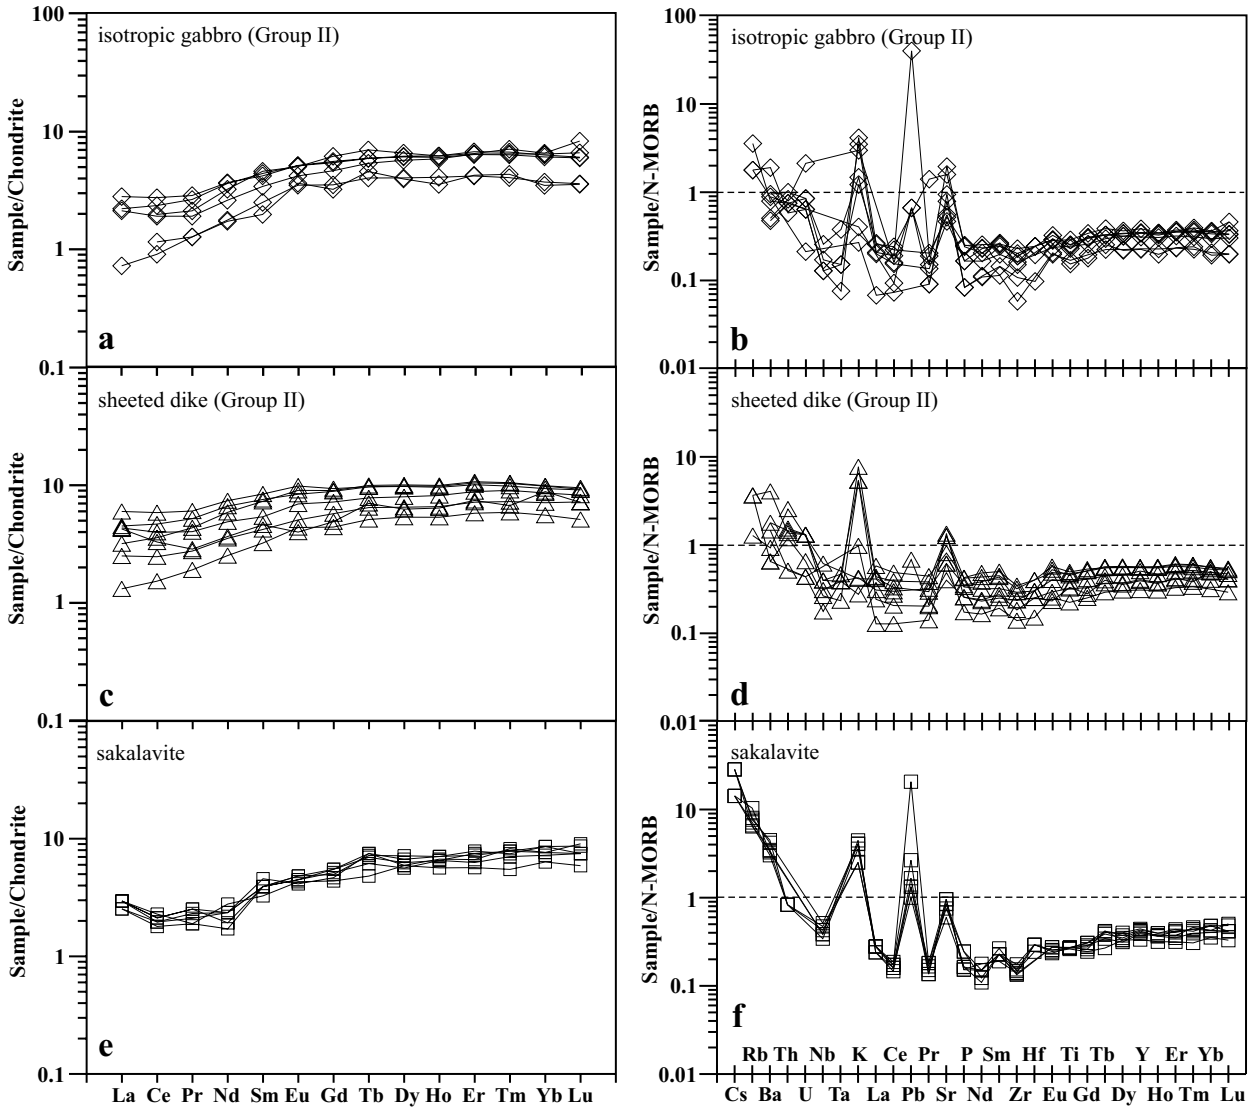 100
isotropic gabbro (Group II)
10
1
0.1
Sample/Chondrite
a
100
isotropic gabbro (Group II)
10
1
0.1
0.01
Sample/N-MORB
b
sheeted dike (Group II)
10
1
0.1
Sample/Chondrite
c
sheeted dike (Group II)
10
1
0.1
0.01
Sample/N-MORB
d
sakalavite
10
1
0.1
Sample/Chondrite
e
La Ce Pr Nd Sm Eu Gd Tb Dy Ho Er Tm Yb Lu
sakalavite
10
1
0.1
0.01
Sample/N-MORB
f
Rb Th Nb K Ce Pr P Sm Hf Ti Tb Y Er Yb
Cs Ba U Ta La Pb Sr Nd Zr Eu Gd Dy Ho Tm Lu